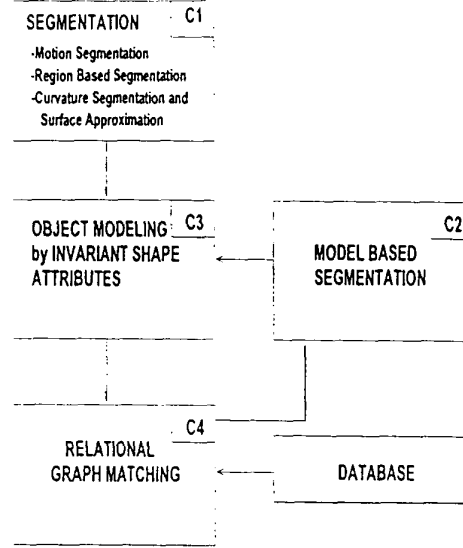 SEGMENTATION C1
-Motion Segmentation
-Region Based Segmentation
-Curvature Segmentation and
Surface Approximation
OBJECT MODELING C3
by INVARIANT SHAPE
ATTRIBUTES
C2
MODEL BASED
SEGMENTATION
C4
RELATIONAL
GRAPH MATCHING
DATABASE